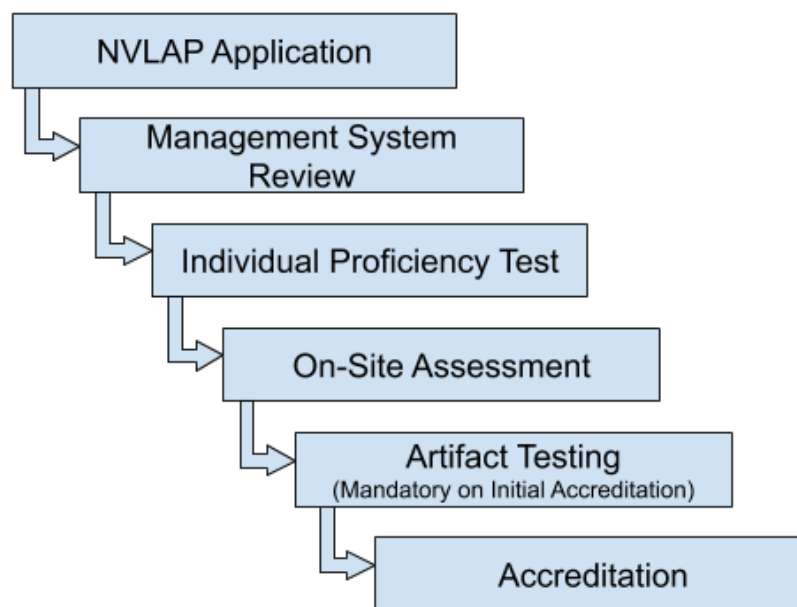 NVLAP Application
Management System
Review
Individual Proficiency Test
On-Site Assessment
Artifact Testing
(Mandatory on Initial Accreditation)
Accreditation